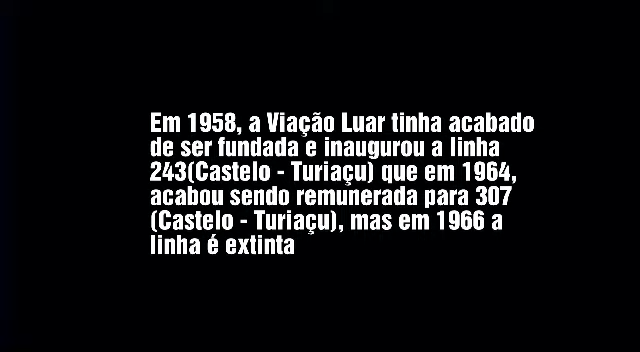 Em 1958, a Viação Luar tinha acabado
de ser fundada e inaugurou a linha
243(Castelo - Turiaçu) que em 1964,
acabou sendo remunerada para 307
(Castelo - Turiaçu), mas em 1966 a
linha é extinta